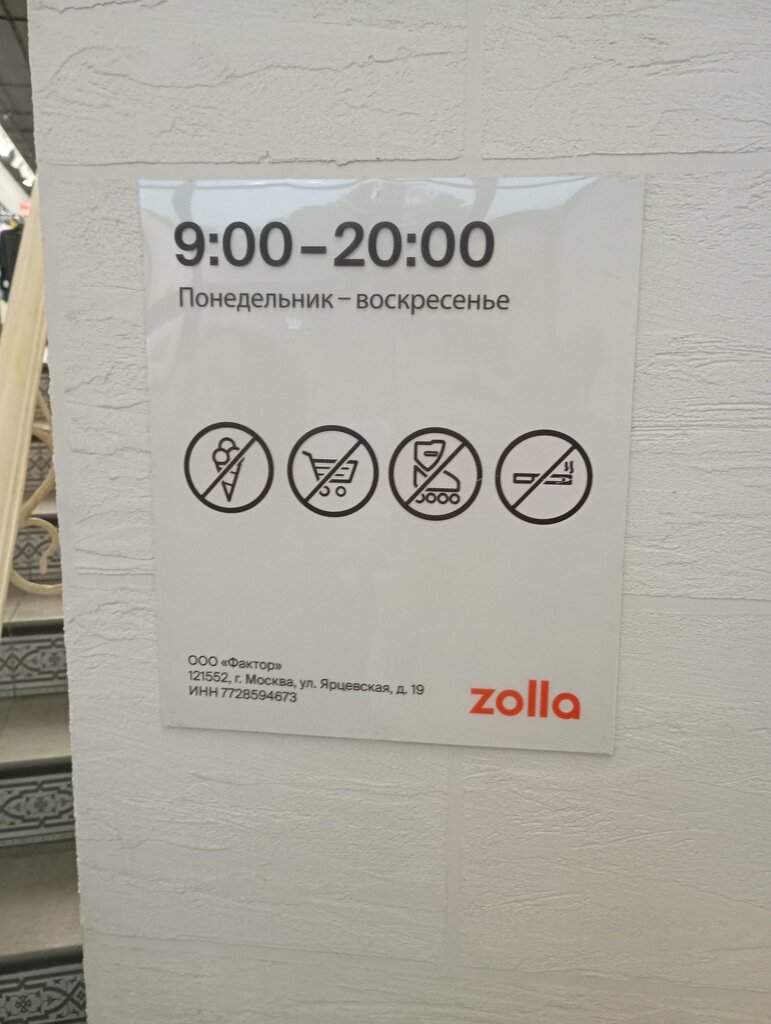 9:00–20:00
Понедельник – воскресенье
ООО «Фактор»
121552, г. Москва, ул. Ярцевская, д. 19
ИНН 7728594673
zolla